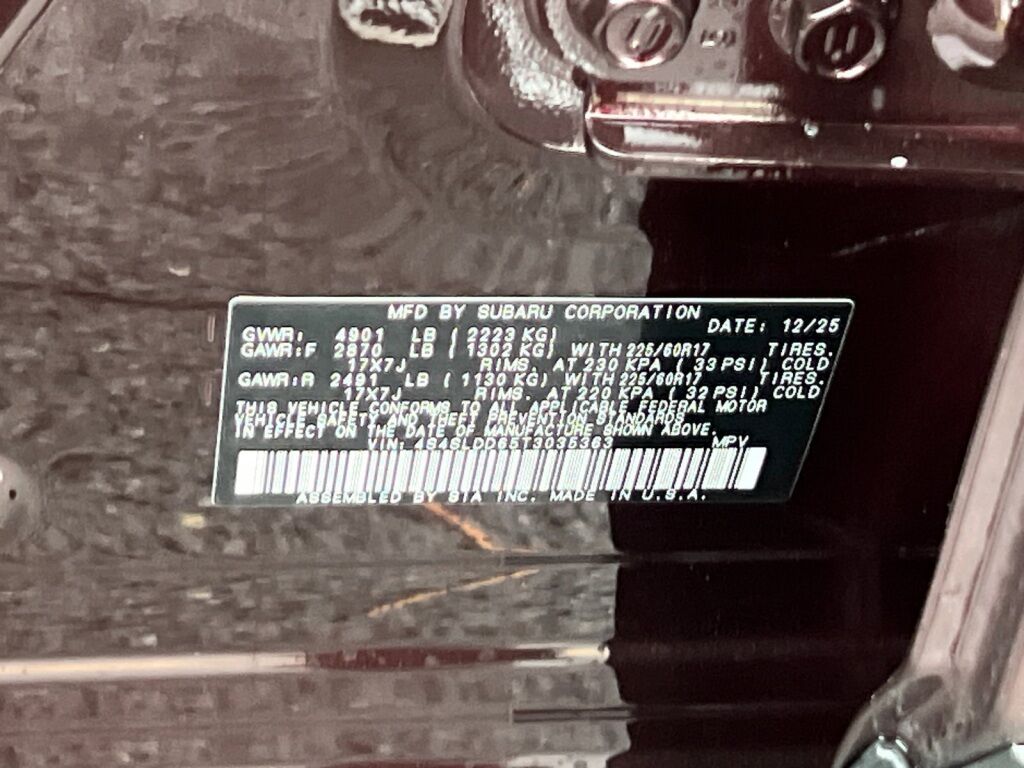 MFD BY SUBARU CORPORATION
DATE: 12/25
GVWR: 4901 LB ( 2223 KG)
GAWR:F 2870 LB ( 1302 KG) WITH 225/60R17 TIRES.
17X7J RIMS. AT 230 KPA ( 33 PSI) COLD
GAWR:R 2491 LB ( 1130 KG) WITH 225/60R17 TIRES.
17X7J RIMS. AT 220 KPA ( 32 PSI) COLD
THIS VEHICLE CONFORMS TO ALL APPLICABLE FEDERAL MOTOR
VEHICLE SAFETY AND THEFT PREVENTION STANDARDS
IN EFFECT ON THE DATE OF MANUFACTURE SHOWN ABOVE.
VIN: 4S4SLDD65T3035363 MPV
ASSEMBLED BY SIA INC. MADE IN U.S.A.